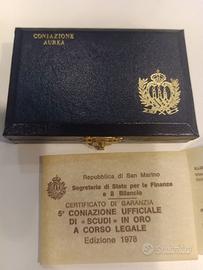 CONIAZIONE
AUREA
Repubblica di San Marino
Segreteria di Stato per le Finanze
e il Bilancio
CERTIFICATO DI GARANZIA
5ª CONIAZIONE UFFICIALE
DI «SCUDI» IN ORO
A CORSO LEGALE
Edizione 1978
subito